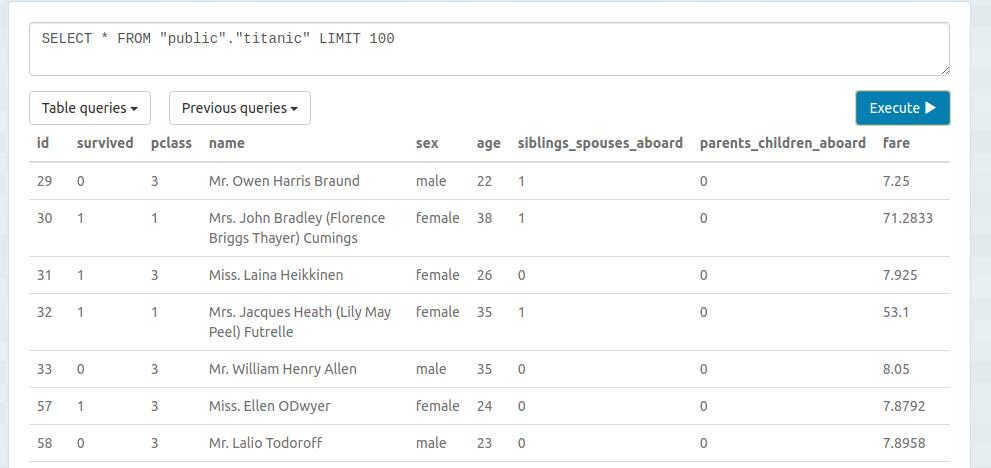 SELECT * FROM "public"."titanic" LIMIT 100
Table queries Previous queries Execute
id survived pclass name sex age siblings_spouses_aboard parents_children_aboard fare
29 0 3 Mr. Owen Harris Braund male 22 1 0 7.25
30 1 1 Mrs. John Bradley (Florence female 38 1 0 71.2833
Briggs Thayer) Cumings
31 1 3 Miss. Laina Heikkinen female 26 0 0 7.925
32 1 1 Mrs. Jacques Heath (Lily May female 35 1 0 53.1
Peel) Futrelle
33 0 3 Mr. William Henry Allen male 35 0 0 8.05
57 1 3 Miss. Ellen ODwyer female 24 0 0 7.8792
58 0 3 Mr. Lalio Todoroff male 23 0 0 7.8958